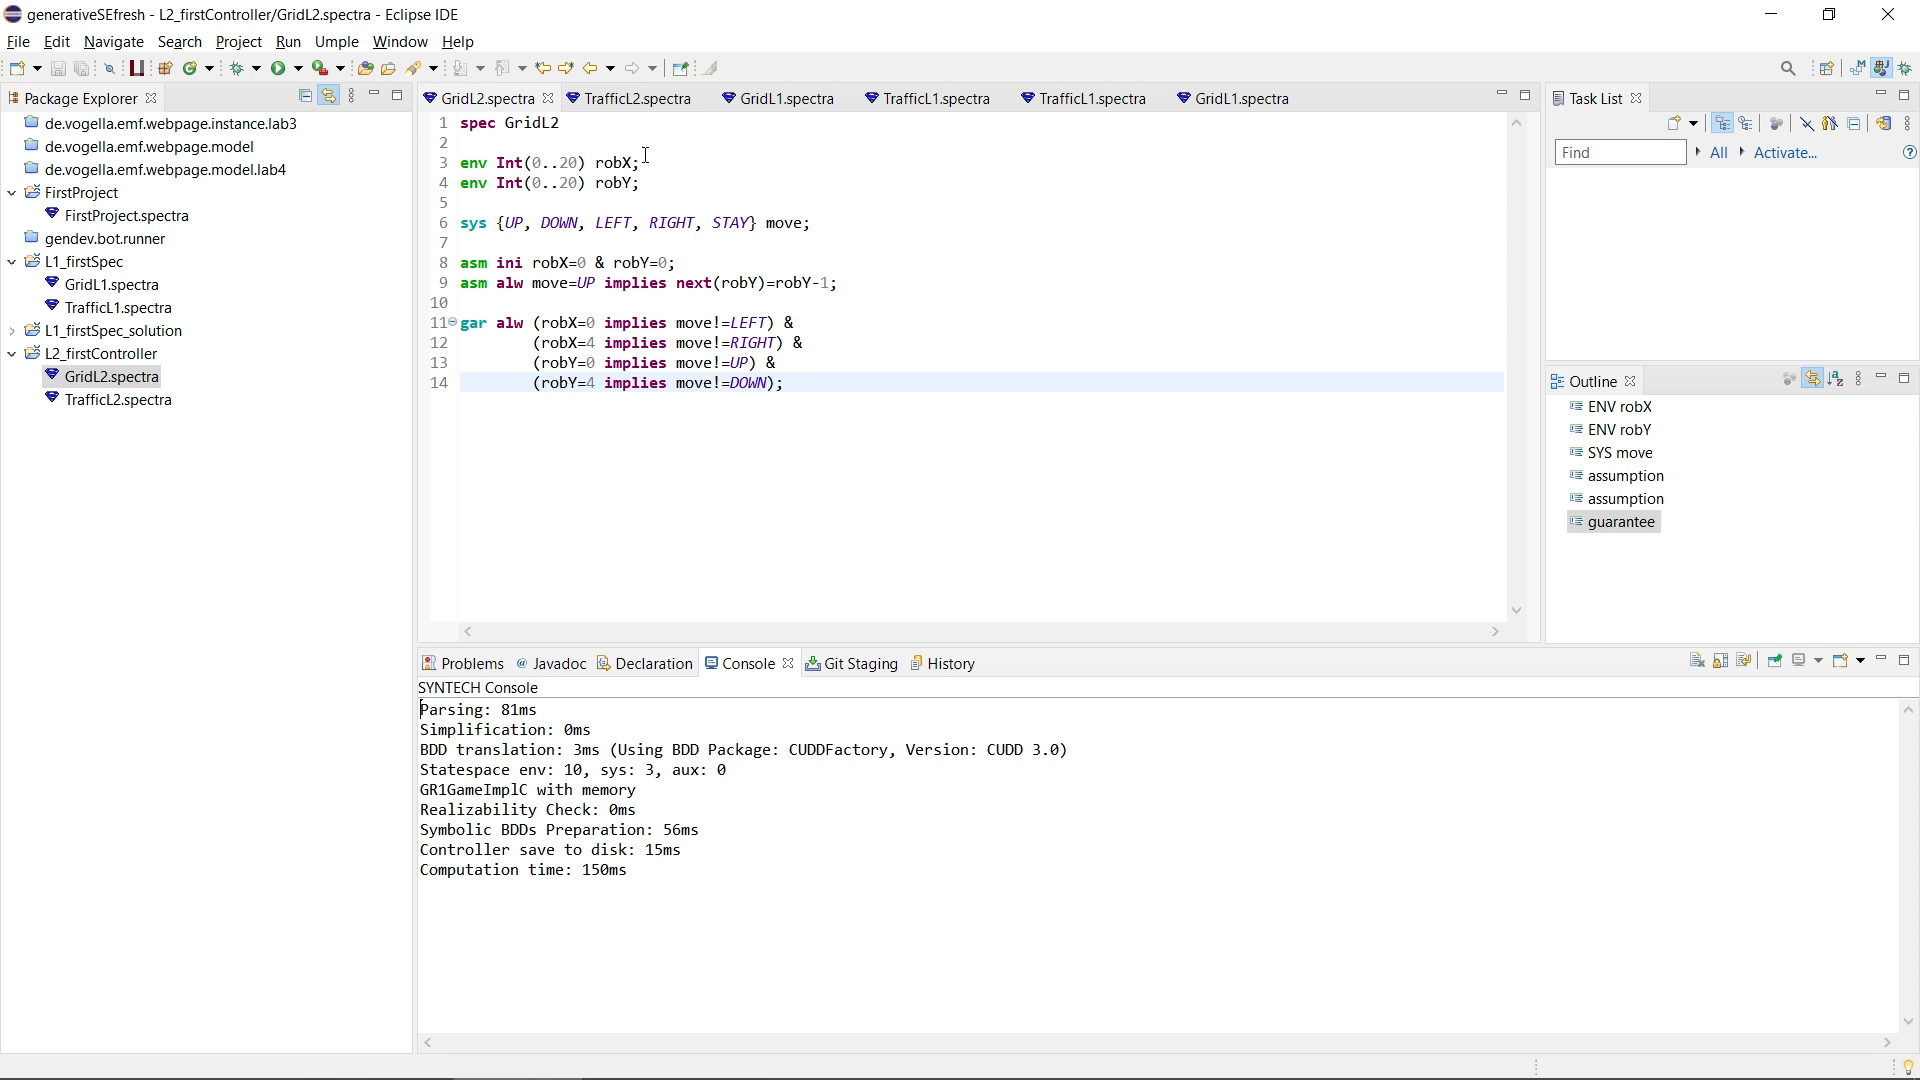 generativeSEfresh - L2_firstController/GridL2.spectra - Eclipse IDE
File Edit Navigate Search Project Run Umple Window Help
Package Explorer
de.vogella.emf.webpage.instance.lab3
de.vogella.emf.webpage.model
de.vogella.emf.webpage.model.lab4
FirstProject
FirstProject.spectra
gendev.bot.runner
L1_firstSpec
GridL1.spectra
TrafficL1.spectra
L1_firstSpec_solution
L2_firstController
GridL2.spectra
TrafficL2.spectra
GridL2.spectra TrafficL2.spectra GridL1.spectra TrafficL1.spectra TrafficL1.spectra GridL1.spectra
1 spec GridL2
2
3 env Int(0..20) robX;
4 env Int(0..20) robY;
5
6 sys {UP, DOWN, LEFT, RIGHT, STAY} move;
7
8 asm ini robX=0 & robY=0;
9 asm alw move=UP implies next(robY)=robY-1;
10
11 gar alw (robX=0 implies move!=LEFT) &
12 (robX=4 implies move!=RIGHT) &
13 (robY=0 implies move!=UP) &
14 (robY=4 implies move!=DOWN);
Task List
Find All Activate...
Outline
ENV robX
ENV robY
SYS move
assumption
assumption
guarantee
Problems @ Javadoc Declaration Console Git Staging History
SYNTECH Console
Parsing: 81ms
Simplification: 0ms
BDD translation: 3ms (Using BDD Package: CUDDFactory, Version: CUDD 3.0)
Statespace env: 10, sys: 3, aux: 0
GR1GameImplC with memory
Realizability Check: 0ms
Symbolic BDDs Preparation: 56ms
Controller save to disk: 15ms
Computation time: 150ms